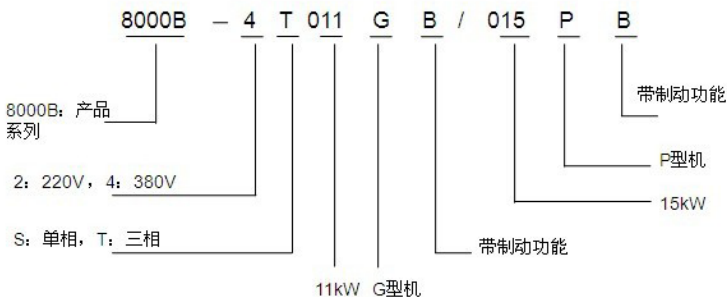 8000B – 4 T 011 G B / 015 P B
带制动功能
8000B：产品
系列
P型机
2：220V，4：380V
15kW
S：单相，T：三相
带制动功能
11kW G型机